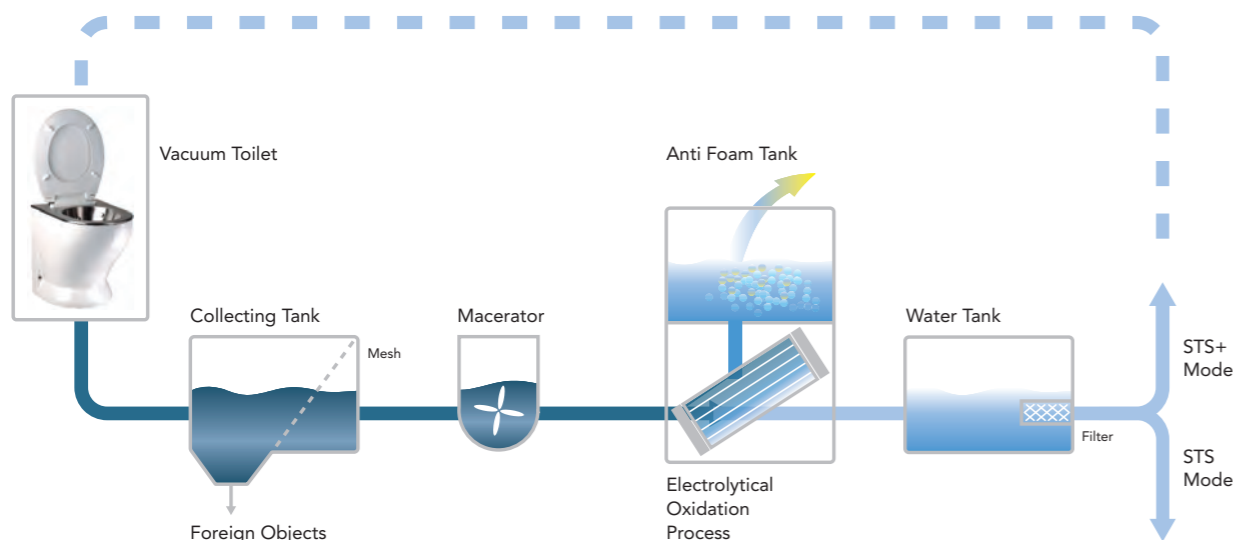 Vacuum Toilet
Anti Foam Tank
Collecting Tank
Mesh
Macerator
Water Tank
STS+
Mode
Filter
STS
Mode
Electrolytical
Oxidation
Process
Foreign Objects